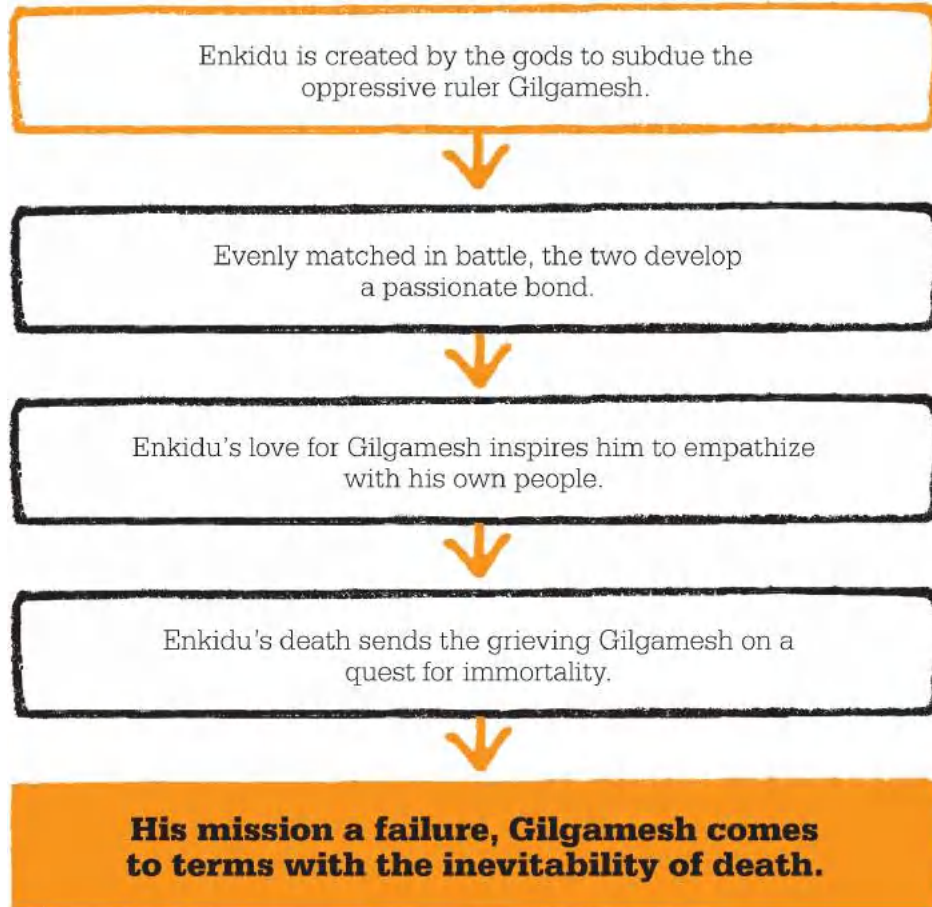 Enkidu is created by the gods to subdue the
oppressive ruler Gilgamesh.
Evenly matched in battle, the two develop
a passionate bond.
Enkidu's love for Gilgamesh inspires him to empathize
with his own people.
Enkidu's death sends the grieving Gilgamesh on a
quest for immortality.
His mission a failure, Gilgamesh comes
to terms with the inevitability of death.